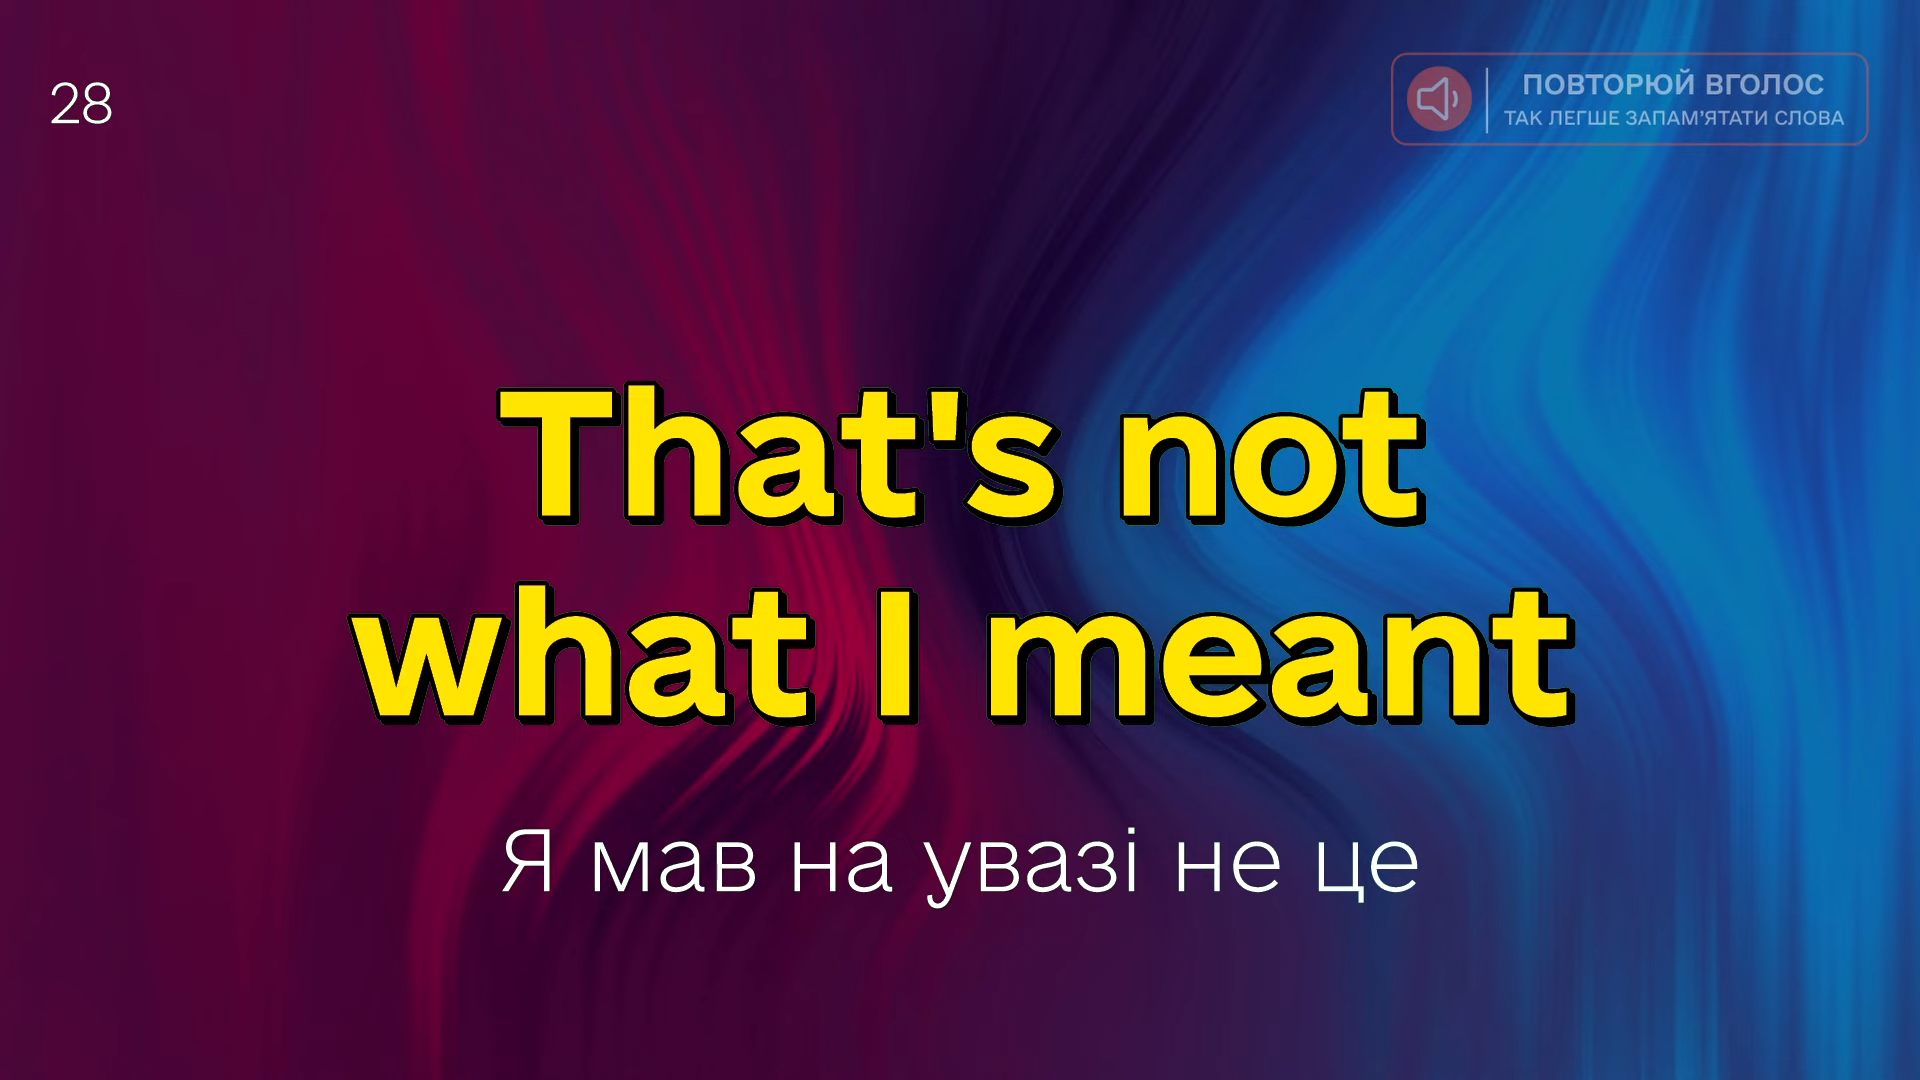 28
ПОВТОРЮЙ ВГОЛОС
ТАК ЛЕГШЕ ЗАПАМ'ЯТАТИ СЛОВА
That's not
what I meant
Я мав на увазі не це